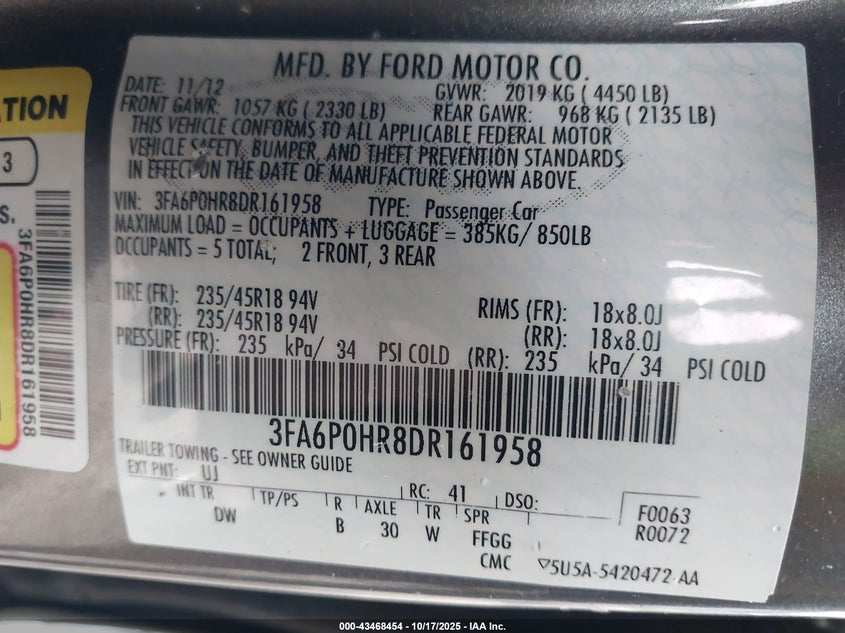 MFD. BY FORD MOTOR CO.
DATE: 11/12 GVWR: 2019 KG ( 4450 LB)
FRONT GAWR: 1057 KG ( 2330 LB) REAR GAWR: 968 KG ( 2135 LB)
THIS VEHICLE CONFORMS TO ALL APPLICABLE FEDERAL MOTOR
VEHICLE SAFETY, BUMPER, AND THEFT PREVENTION STANDARDS
IN EFFECT ON THE DATE OF MANUFACTURE SHOWN ABOVE.
VIN: 3FA6P0HR8DR161958 TYPE: Passenger Car
MAXIMUM LOAD = OCCUPANTS + LUGGAGE = 385KG/ 850LB
OCCUPANTS = 5 TOTAL; 2 FRONT, 3 REAR
TIRE (FR): 235/45R18 94V RIMS (FR): 18x8.0J
(RR): 235/45R18 94V (RR): 18x8.0J
PRESSURE (FR): 235 kPa/ 34 PSI COLD (RR): 235 kPa/ 34 PSI COLD
3FA6P0HR8DR161958
TRAILER TOWING - SEE OWNER GUIDE
EXT PNT: UJ RC: 41 DSO:
INT TR TP/PS R AXLE TR SPR F0063
DW B 30 W FFGG R0072
CMC ▽5U5A-5420472-AA
ATION
3
S.
3FA6P0HR8DR161958
000-43468454 | 10/17/2025 - IAA Inc.